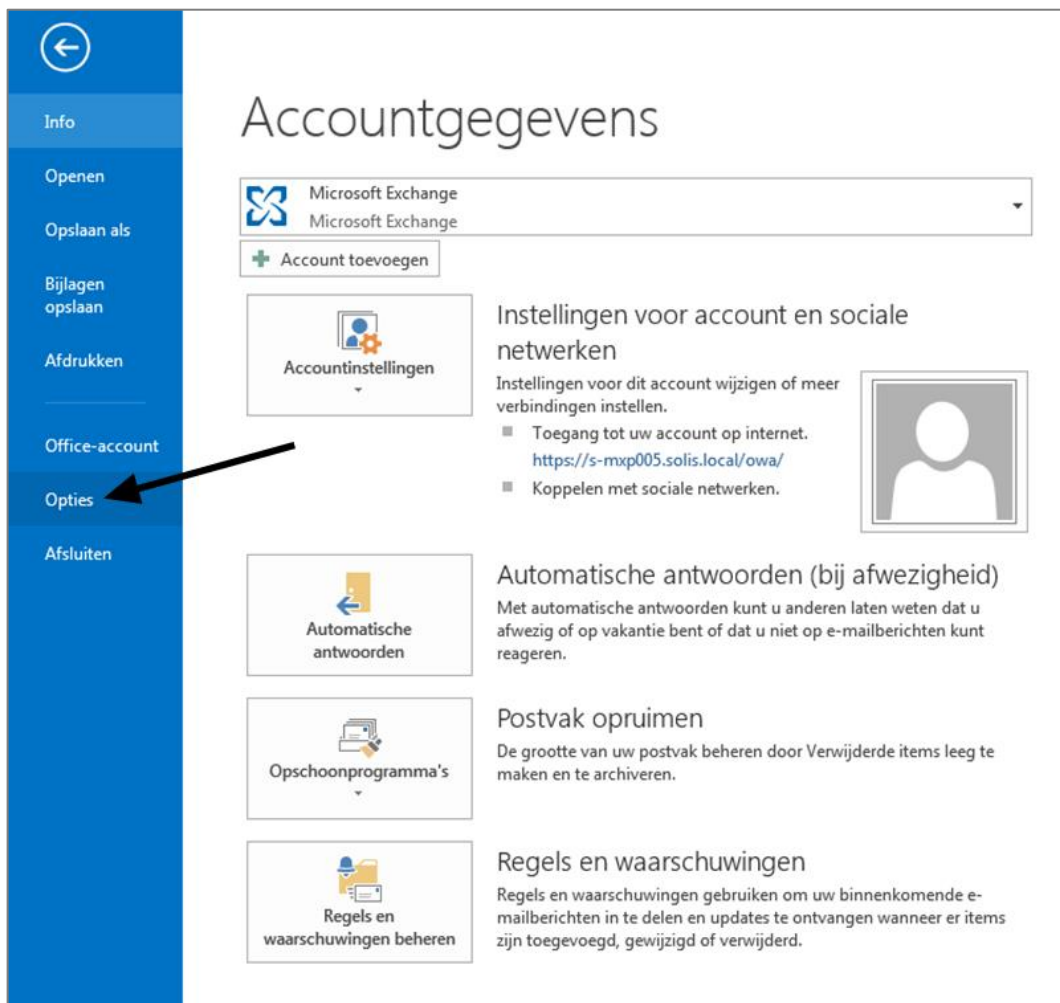 Info
Openen
Opslaan als
Bijlagen
opslaan
Afdrukken
Office-account
Opties
Afsluiten
Accountgegevens
Microsoft Exchange
Microsoft Exchange
Account toevoegen
Accountinstellingen
Instellingen voor account en sociale
netwerken
Instellingen voor dit account wijzigen of meer
verbindingen instellen.
Toegang tot uw account op internet.
https://s-mxp005.solis.local/owa/
Koppelen met sociale netwerken.
Automatische
antwoorden
Automatische antwoorden (bij afwezigheid)
Met automatische antwoorden kunt u anderen laten weten dat u
afwezig of op vakantie bent of dat u niet op e-mailberichten kunt
reageren.
Opschoonprogramma's
Postvak opruimen
De grootte van uw postvak beheren door Verwijderde items leeg te
maken en te archiveren.
Regels en
waarschuwingen beheren
Regels en waarschuwingen
Regels en waarschuwingen gebruiken om uw binnenkomende e-
mailberichten in te delen en updates te ontvangen wanneer er items
zijn toegevoegd, gewijzigd of verwijderd.